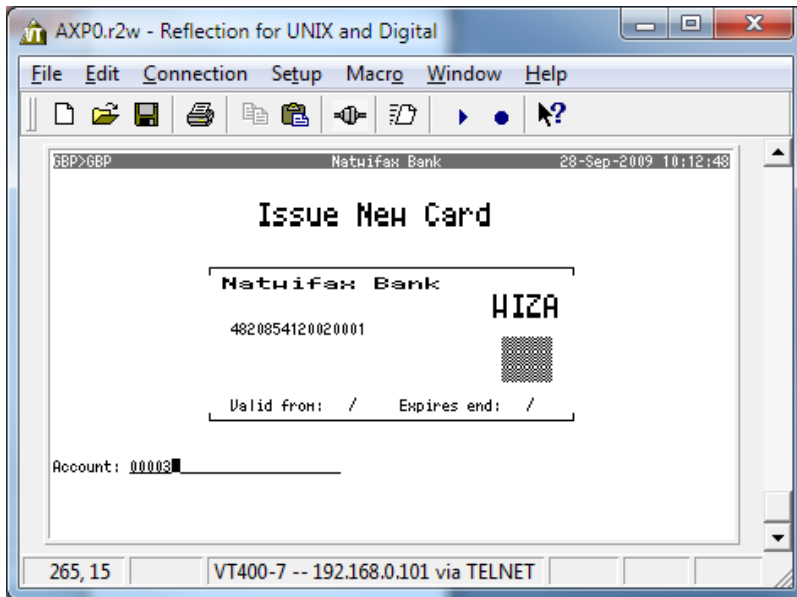 AXP0.r2w - Reflection for UNIX and Digital
File Edit Connection Setup Macro Window Help
GBP>GBP Natwifax Bank 28-Sep-2009 10:12:48
Issue New Card
Natwifax Bank
WIZA
4820854120020001
Valid from: / Expires end: /
Account: 00003
265, 15 VT400-7 -- 192.168.0.101 via TELNET